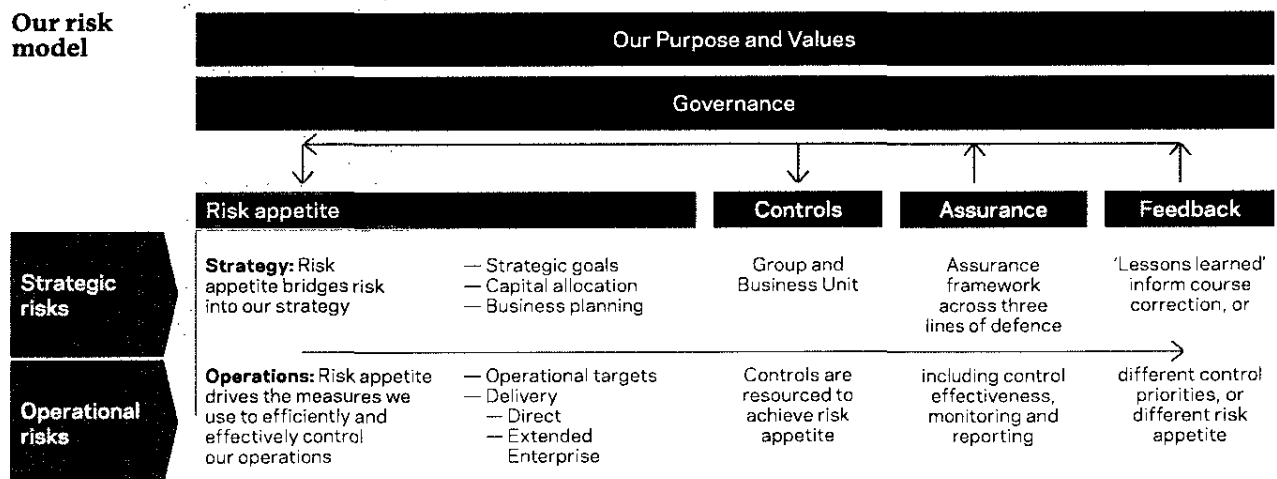 Our risk
model
Our Purpose and Values
Governance
Risk appetite
Controls
Assurance
Feedback
Strategic
risks
Strategy: Risk
appetite bridges risk
into our strategy
— Strategic goals
— Capital allocation
— Business planning
Group and
Business Unit
Assurance
framework
across three
lines of defence
'Lessons learned'
inform course
correction, or
Operational
risks
Operations: Risk appetite
drives the measures we
use to efficiently and
effectively control
our operations
— Operational targets
— Delivery
— Direct
— Extended
Enterprise
Controls are
resourced to
achieve risk
appetite
including control
effectiveness,
monitoring and
reporting
different control
priorities, or
different risk
appetite